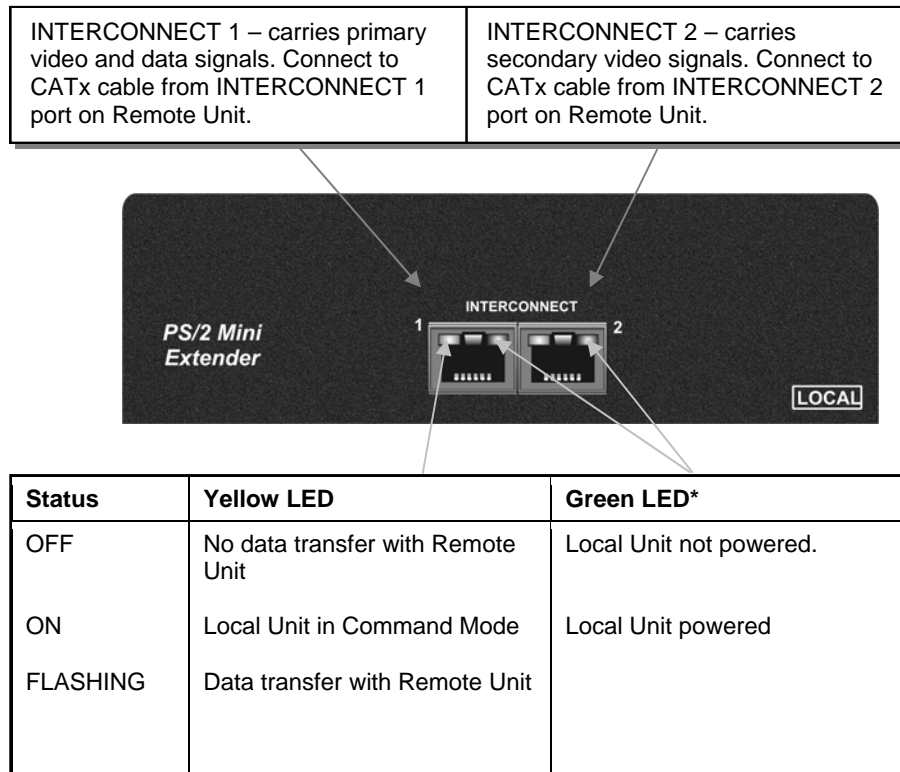 INTERCONNECT 1 – carries primary
video and data signals. Connect to
CATx cable from INTERCONNECT 1
port on Remote Unit.
INTERCONNECT 2 – carries
secondary video signals. Connect to
CATx cable from INTERCONNECT 2
port on Remote Unit.
INTERCONNECT
1
2
PS/2 Mini
Extender
LOCAL
Status
Yellow LED
Green LED*
OFF
No data transfer with Remote
Unit
Local Unit not powered.
ON
Local Unit in Command Mode
Local Unit powered
FLASHING
Data transfer with Remote Unit